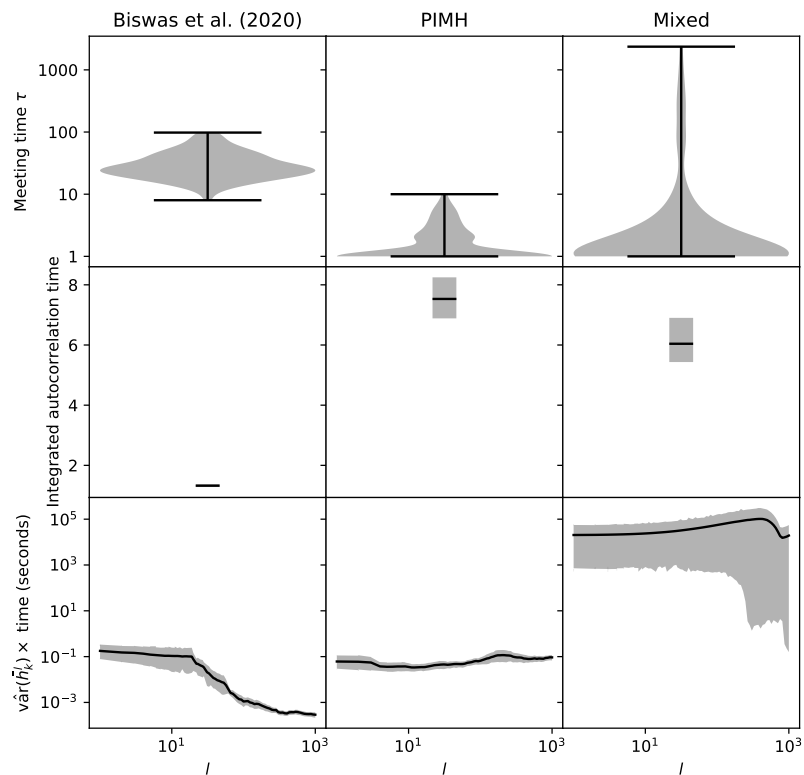 Biswas et al. (2020) PIMH Mixed
Meeting time τ
1000
100
10
1
Integrated autocorrelation time
8
6
4
2
vâr(h̄ˡₖ) × time (seconds)
10⁵
10³
10¹
10⁻¹
10⁻³
10¹ 10³ 10¹ 10³ 10¹ 10³
l l l